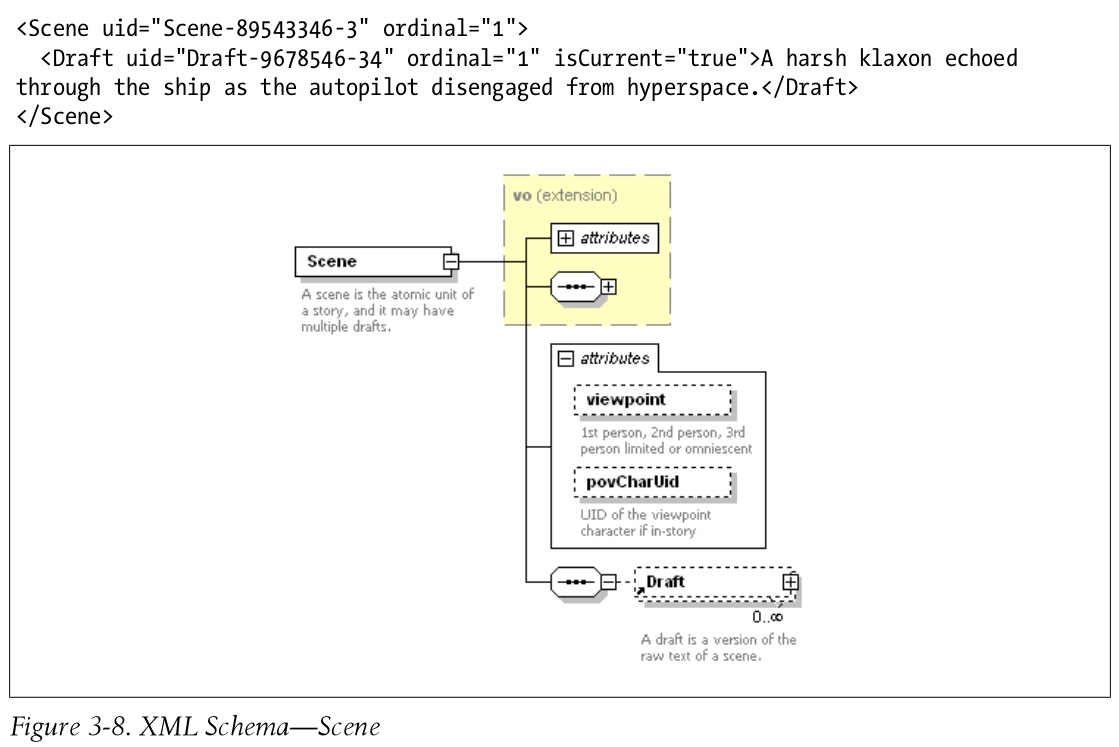 <Scene uid="Scene-89543346-3" ordinal="1">
<Draft uid="Draft-9678546-34" ordinal="1" isCurrent="true">A harsh klaxon echoed
through the ship as the autopilot disengaged from hyperspace.</Draft>
</Scene>
vo (extension)
attributes
Scene
A scene is the atomic unit of
a story, and it may have
multiple drafts.
attributes
viewpoint
1st person, 2nd person, 3rd
person limited or omniescent
povCharUid
UID of the viewpoint
character if in-story
Draft
0..∞
A draft is a version of the
raw text of a scene.
Figure 3-8. XML Schema—Scene